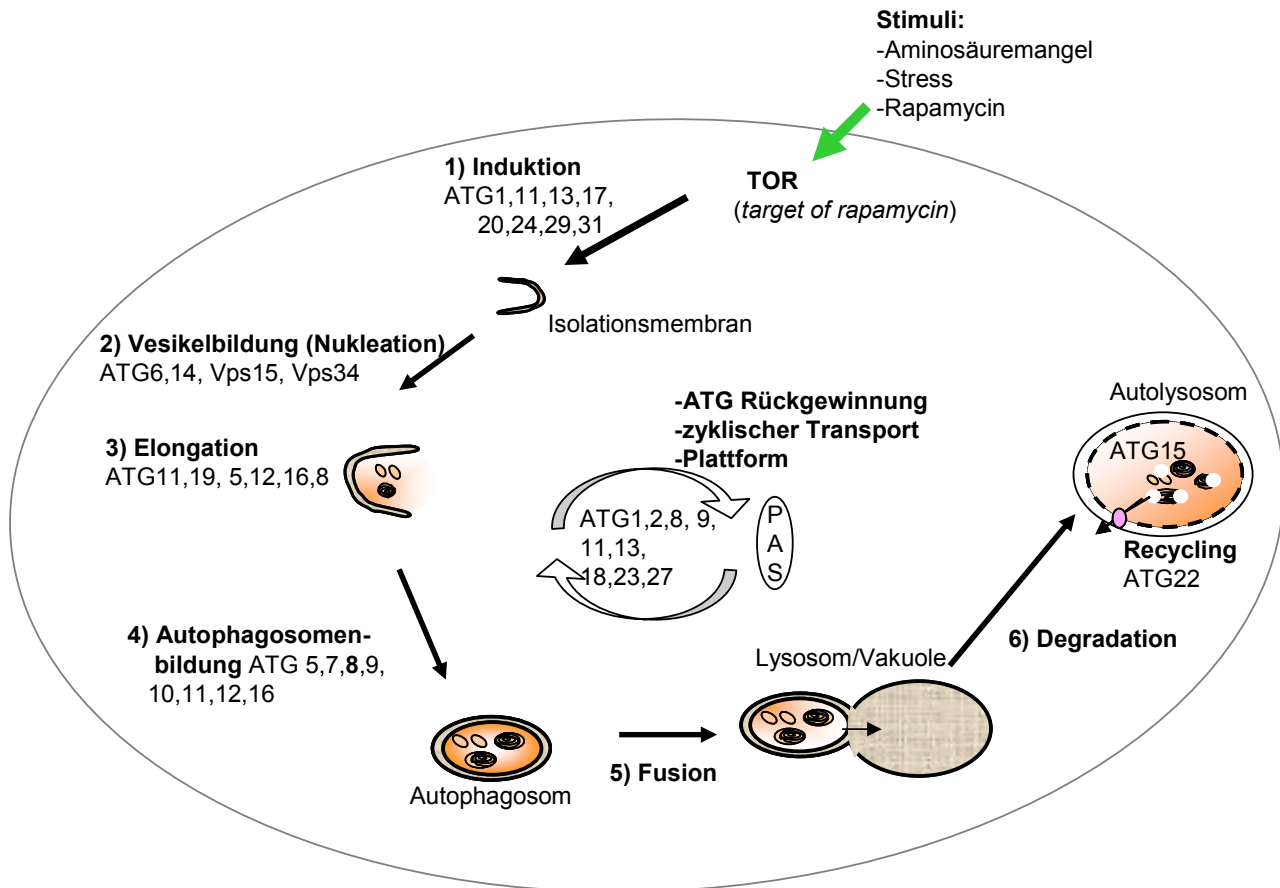 Stimuli:
-Aminosäuremangel
-Stress
-Rapamycin
1) Induktion
ATG1,11,13,17,
20,24,29,31
TOR
(target of rapamycin)
Isolationsmembran
2) Vesikelbildung (Nukleation)
ATG6,14, Vps15, Vps34
3) Elongation
ATG11,19, 5,12,16,8
-ATG Rückgewinnung
-zyklischer Transport
-Plattform
ATG1,2,8, 9,
11,13,
18,23,27
P
A
S
Autolysosom
ATG15
Recycling
ATG22
4) Autophagosomen-
bildung ATG 5,7,8,9,
10,11,12,16
Autophagosom
5) Fusion
Lysosom/Vakuole
6) Degradation